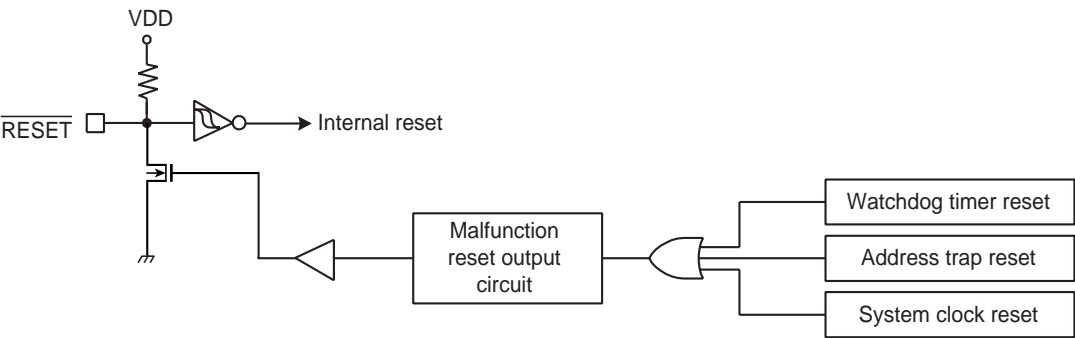 VDD
RESET
Internal reset
Watchdog timer reset
Malfunction
reset output
circuit
Address trap reset
System clock reset